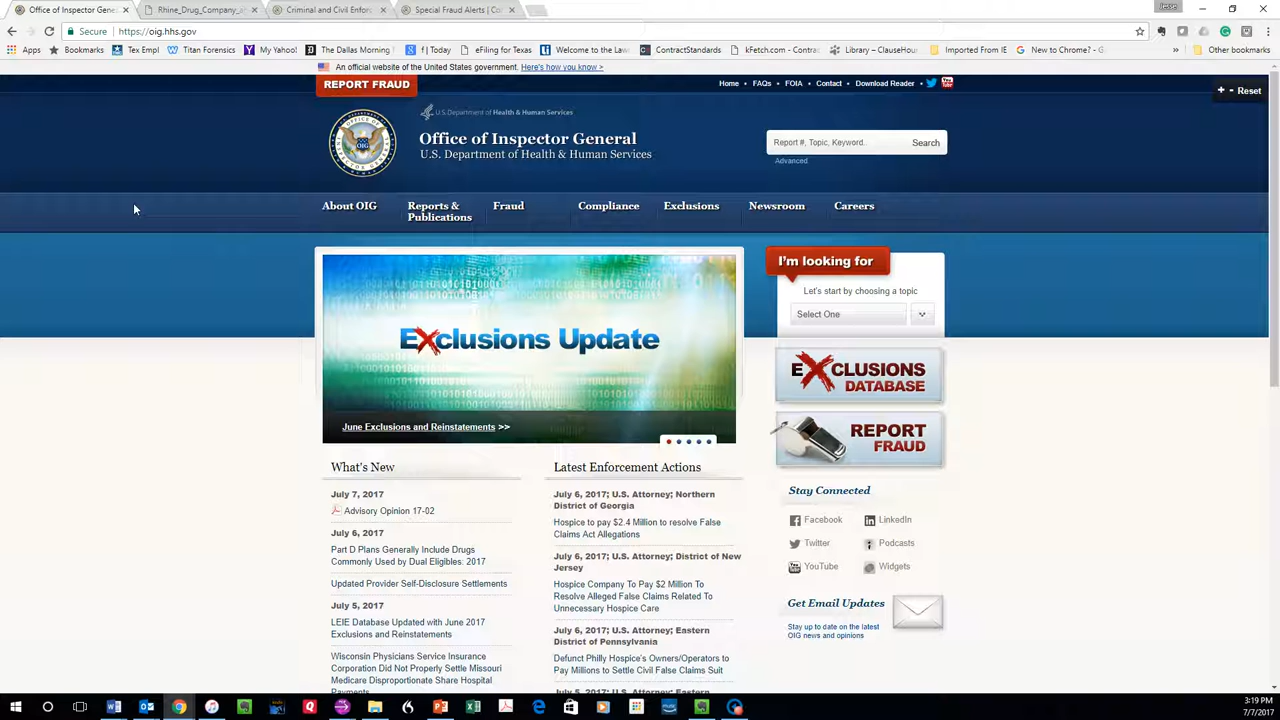 Office of Inspector Gene
Rhine_Drug_Company_
Criminal and Civil Enforc
Special Fraud Alerts | Co
Secure
https://oig.hhs.gov
Bookmarks
Tex Empl
Titan Forensics
My Yahoo!
The Dallas Morning
f | Today
eFiling for Texas
Welcome to the Law
ContractStandards
kFetch.com - Contrac
Library – ClauseHou
Imported From IE
New to Chrome?
Other bookmarks
An official website of the United States government. Here's how you know >
REPORT FRAUD
Home • FAQs • FOIA • Contact • Download Reader •
+ - Reset
U.S. Department of Health & Human Services
Office of Inspector General
U.S. Department of Health & Human Services
Report #, Topic, Keyword.
Search
Advanced
About OIG
Reports &
Publications
Fraud
Compliance
Exclusions
Newsroom
Careers
Exclusions Update
June Exclusions and Reinstatements >>
I'm looking for
Let's start by choosing a topic
Select One
EXCLUSIONS
DATABASE
REPORT
FRAUD
What's New
July 7, 2017
Advisory Opinion 17-02
July 6, 2017
Part D Plans Generally Include Drugs
Commonly Used by Dual Eligibles: 2017
Updated Provider Self-Disclosure Settlements
July 5, 2017
LEIE Database Updated with June 2017
Exclusions and Reinstatements
Wisconsin Physicians Service Insurance
Corporation Did Not Properly Settle Missouri
Medicare Disproportionate Share Hospital
Payments
Latest Enforcement Actions
July 6, 2017; U.S. Attorney; Northern
District of Georgia
Hospice to pay $2.4 Million to resolve False
Claims Act Allegations
July 6, 2017; U.S. Attorney; District of New
Jersey
Hospice Company To Pay $2 Million To
Resolve Alleged False Claims Related To
Unnecessary Hospice Care
July 6, 2017; U.S. Attorney; Eastern
District of Pennsylvania
Defunct Philly Hospice's Owners/Operators to
Pay Millions to Settle Civil False Claims Suit
July 5, 2017; U.S. Attorney;
Stay Connected
Facebook
LinkedIn
Twitter
Podcasts
YouTube
Widgets
Get Email Updates
Stay up to date on the latest
OIG news and opinions
3:19 PM
7/7/2017